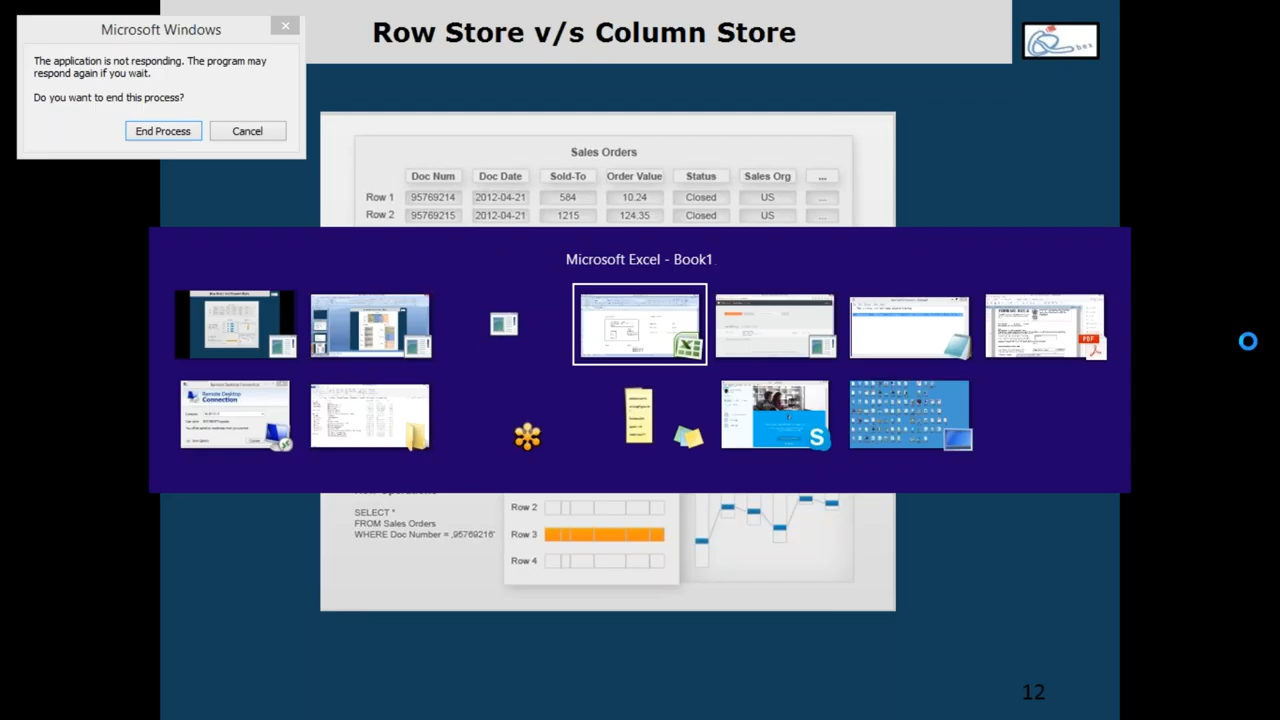 Microsoft Windows
The application is not responding. The program may
respond again if you wait.
Do you want to end this process?
End Process
Cancel
Row Store v/s Column Store
Sales Orders
Doc Num Doc Date Sold-To Order Value Status Sales Org ...
Row 1 95769214 2012-04-21 584 10.24 Closed US ...
Row 2 95769215 2012-04-21 1215 124.35 Closed US ...
Microsoft Excel - Book1
Remote Desktop
Connection
PDF
SELECT *
FROM Sales Orders
WHERE Doc Number = ‚95769216'
Row 2
Row 3
Row 4
12